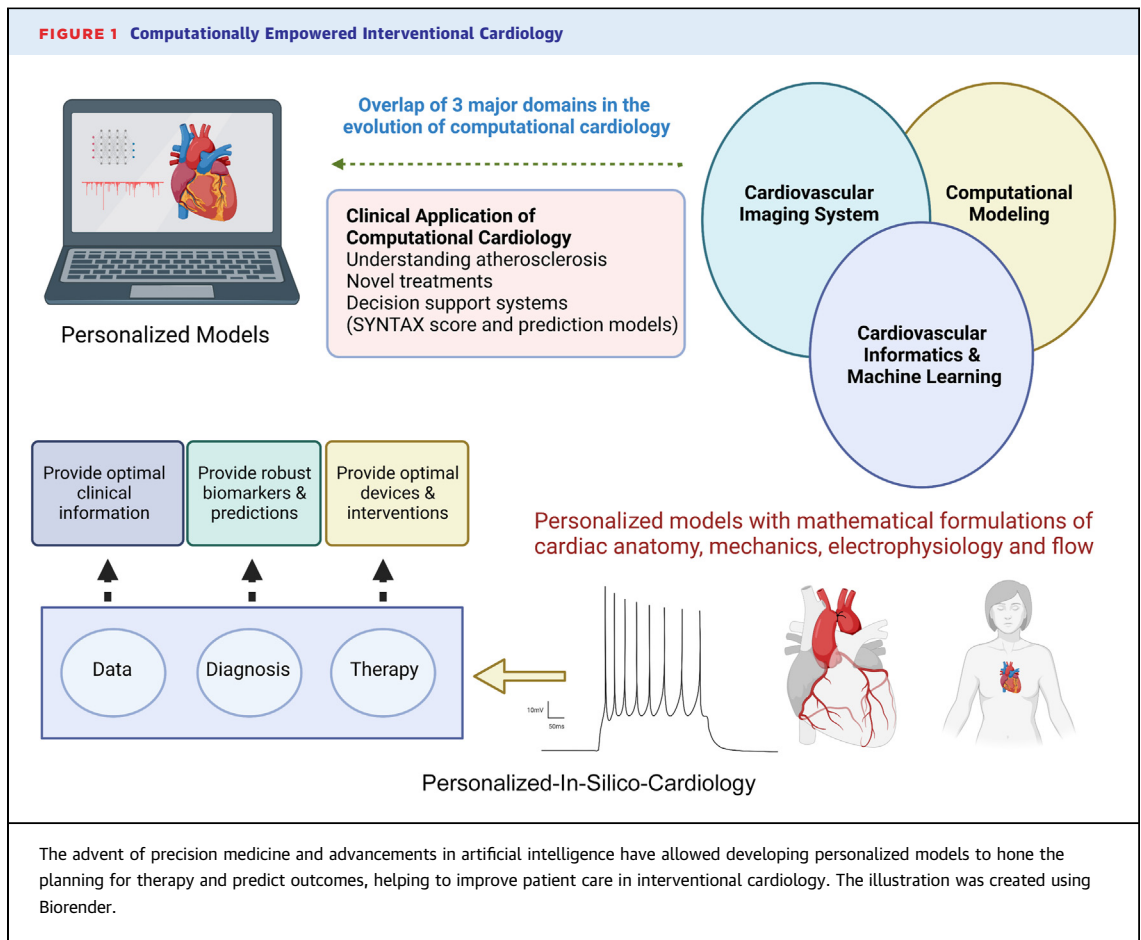 FIGURE 1 Computationally Empowered Interventional Cardiology
Overlap of 3 major domains in the
evolution of computational cardiology
Personalized Models
Clinical Application of
Computational Cardiology
Understanding atherosclerosis
Novel treatments
Decision support systems
(SYNTAX score and prediction models)
Cardiovascular
Imaging System
Computational
Modeling
Cardiovascular
Informatics &
Machine Learning
Provide optimal
clinical
information
Provide robust
biomarkers &
predictions
Provide optimal
devices &
interventions
Data
Diagnosis
Therapy
Personalized models with mathematical formulations of
cardiac anatomy, mechanics, electrophysiology and flow
10mV
50ms
Personalized-In-Silico-Cardiology
The advent of precision medicine and advancements in artificial intelligence have allowed developing personalized models to hone the
planning for therapy and predict outcomes, helping to improve patient care in interventional cardiology. The illustration was created using
Biorender.